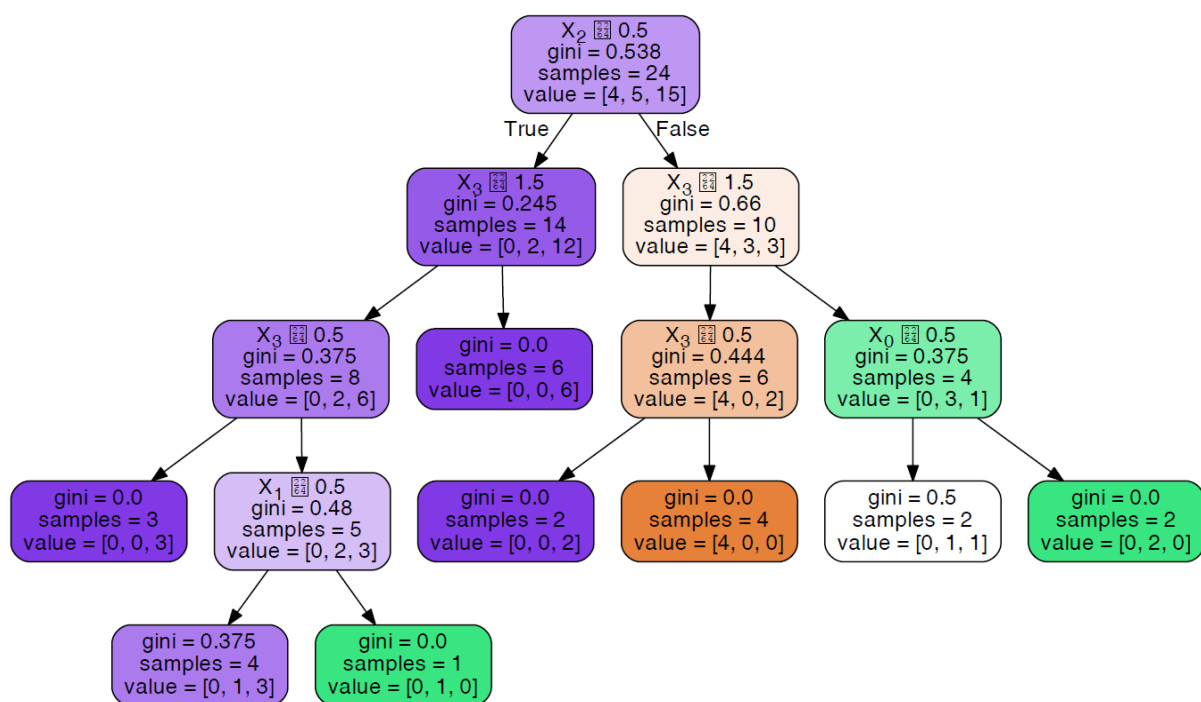 X₂ ≤ 0.5
gini = 0.538
samples = 24
value = [4, 5, 15]
True
False
X₃ ≤ 1.5
gini = 0.245
samples = 14
value = [0, 2, 12]
X₃ ≤ 1.5
gini = 0.66
samples = 10
value = [4, 3, 3]
X₃ ≤ 0.5
gini = 0.375
samples = 8
value = [0, 2, 6]
gini = 0.0
samples = 6
value = [0, 0, 6]
X₃ ≤ 0.5
gini = 0.444
samples = 6
value = [4, 0, 2]
X₀ ≤ 0.5
gini = 0.375
samples = 4
value = [0, 3, 1]
gini = 0.0
samples = 3
value = [0, 0, 3]
X₁ ≤ 0.5
gini = 0.48
samples = 5
value = [0, 2, 3]
gini = 0.0
samples = 2
value = [0, 0, 2]
gini = 0.0
samples = 4
value = [4, 0, 0]
gini = 0.5
samples = 2
value = [0, 1, 1]
gini = 0.0
samples = 2
value = [0, 2, 0]
gini = 0.375
samples = 4
value = [0, 1, 3]
gini = 0.0
samples = 1
value = [0, 1, 0]